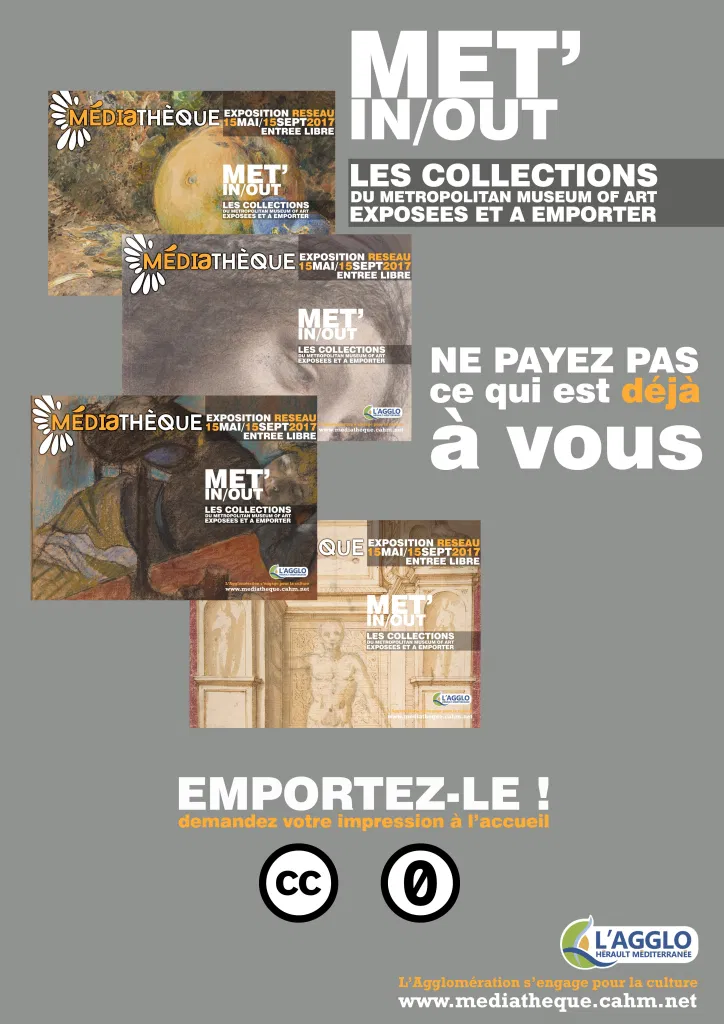 MET'
IN/OUT
LES COLLECTIONS
DU METROPOLITAN MUSEUM OF ART
EXPOSEES ET A EMPORTER
MÉDIaTHÈQUE
EXPOSITION RESEAU
15MAI/15SEPT2017
ENTREE LIBRE
MET'
IN/OUT
LES COLLECTIONS
DU METROPOLITAN MUSEUM OF ART
EXPOSEES ET A EMPORTER
MÉDIaTHÈQUE
EXPOSITION RESEAU
15MAI/15SEPT2017
ENTREE LIBRE
MET'
IN/OUT
LES COLLECTIONS
DU METROPOLITAN MUSEUM OF ART
EXPOSEES ET A EMPORTER
L'AGGLO
www.mediatheque.cahm.net
NE PAYEZ PAS
ce qui est déjà
à vous
MÉDIaTHÈQUE
EXPOSITION RESEAU
15MAI/15SEPT2017
ENTREE LIBRE
MET'
IN/OUT
LES COLLECTIONS
DU METROPOLITAN MUSEUM OF ART
EXPOSEES ET A EMPORTER
L'AGGLO
L'Agglomération s'engage pour la culture
www.mediatheque.cahm.net
QUE
EXPOSITION RESEAU
15MAI/15SEPT2017
ENTREE LIBRE
MET'
IN/OUT
LES COLLECTIONS
DU METROPOLITAN MUSEUM OF ART
EXPOSEES ET A EMPORTER
L'AGGLO
www.mediatheque.cahm.net
EMPORTEZ-LE !
demandez votre impression à l'accueil
cc 0
L'AGGLO
HÉRAULT MÉDITERRANÉE
L'Agglomération s'engage pour la culture
www.mediatheque.cahm.net